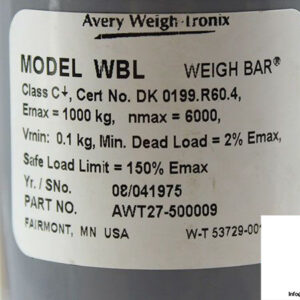 Avery Weigh-tronix
MODEL WBL WEIGH BAR®
Class C, Cert No. DK 0199.R60.4,
Emax = 1000 kg, nmax = 6000,
Vmin: 0.1 kg, Min. Dead Load = 2% Emax,
Safe Load Limit = 150% Emax
Yr. / SNo. 08/041975
PART NO. AWT27-500009
FAIRMONT, MN USA W-T 53729-001